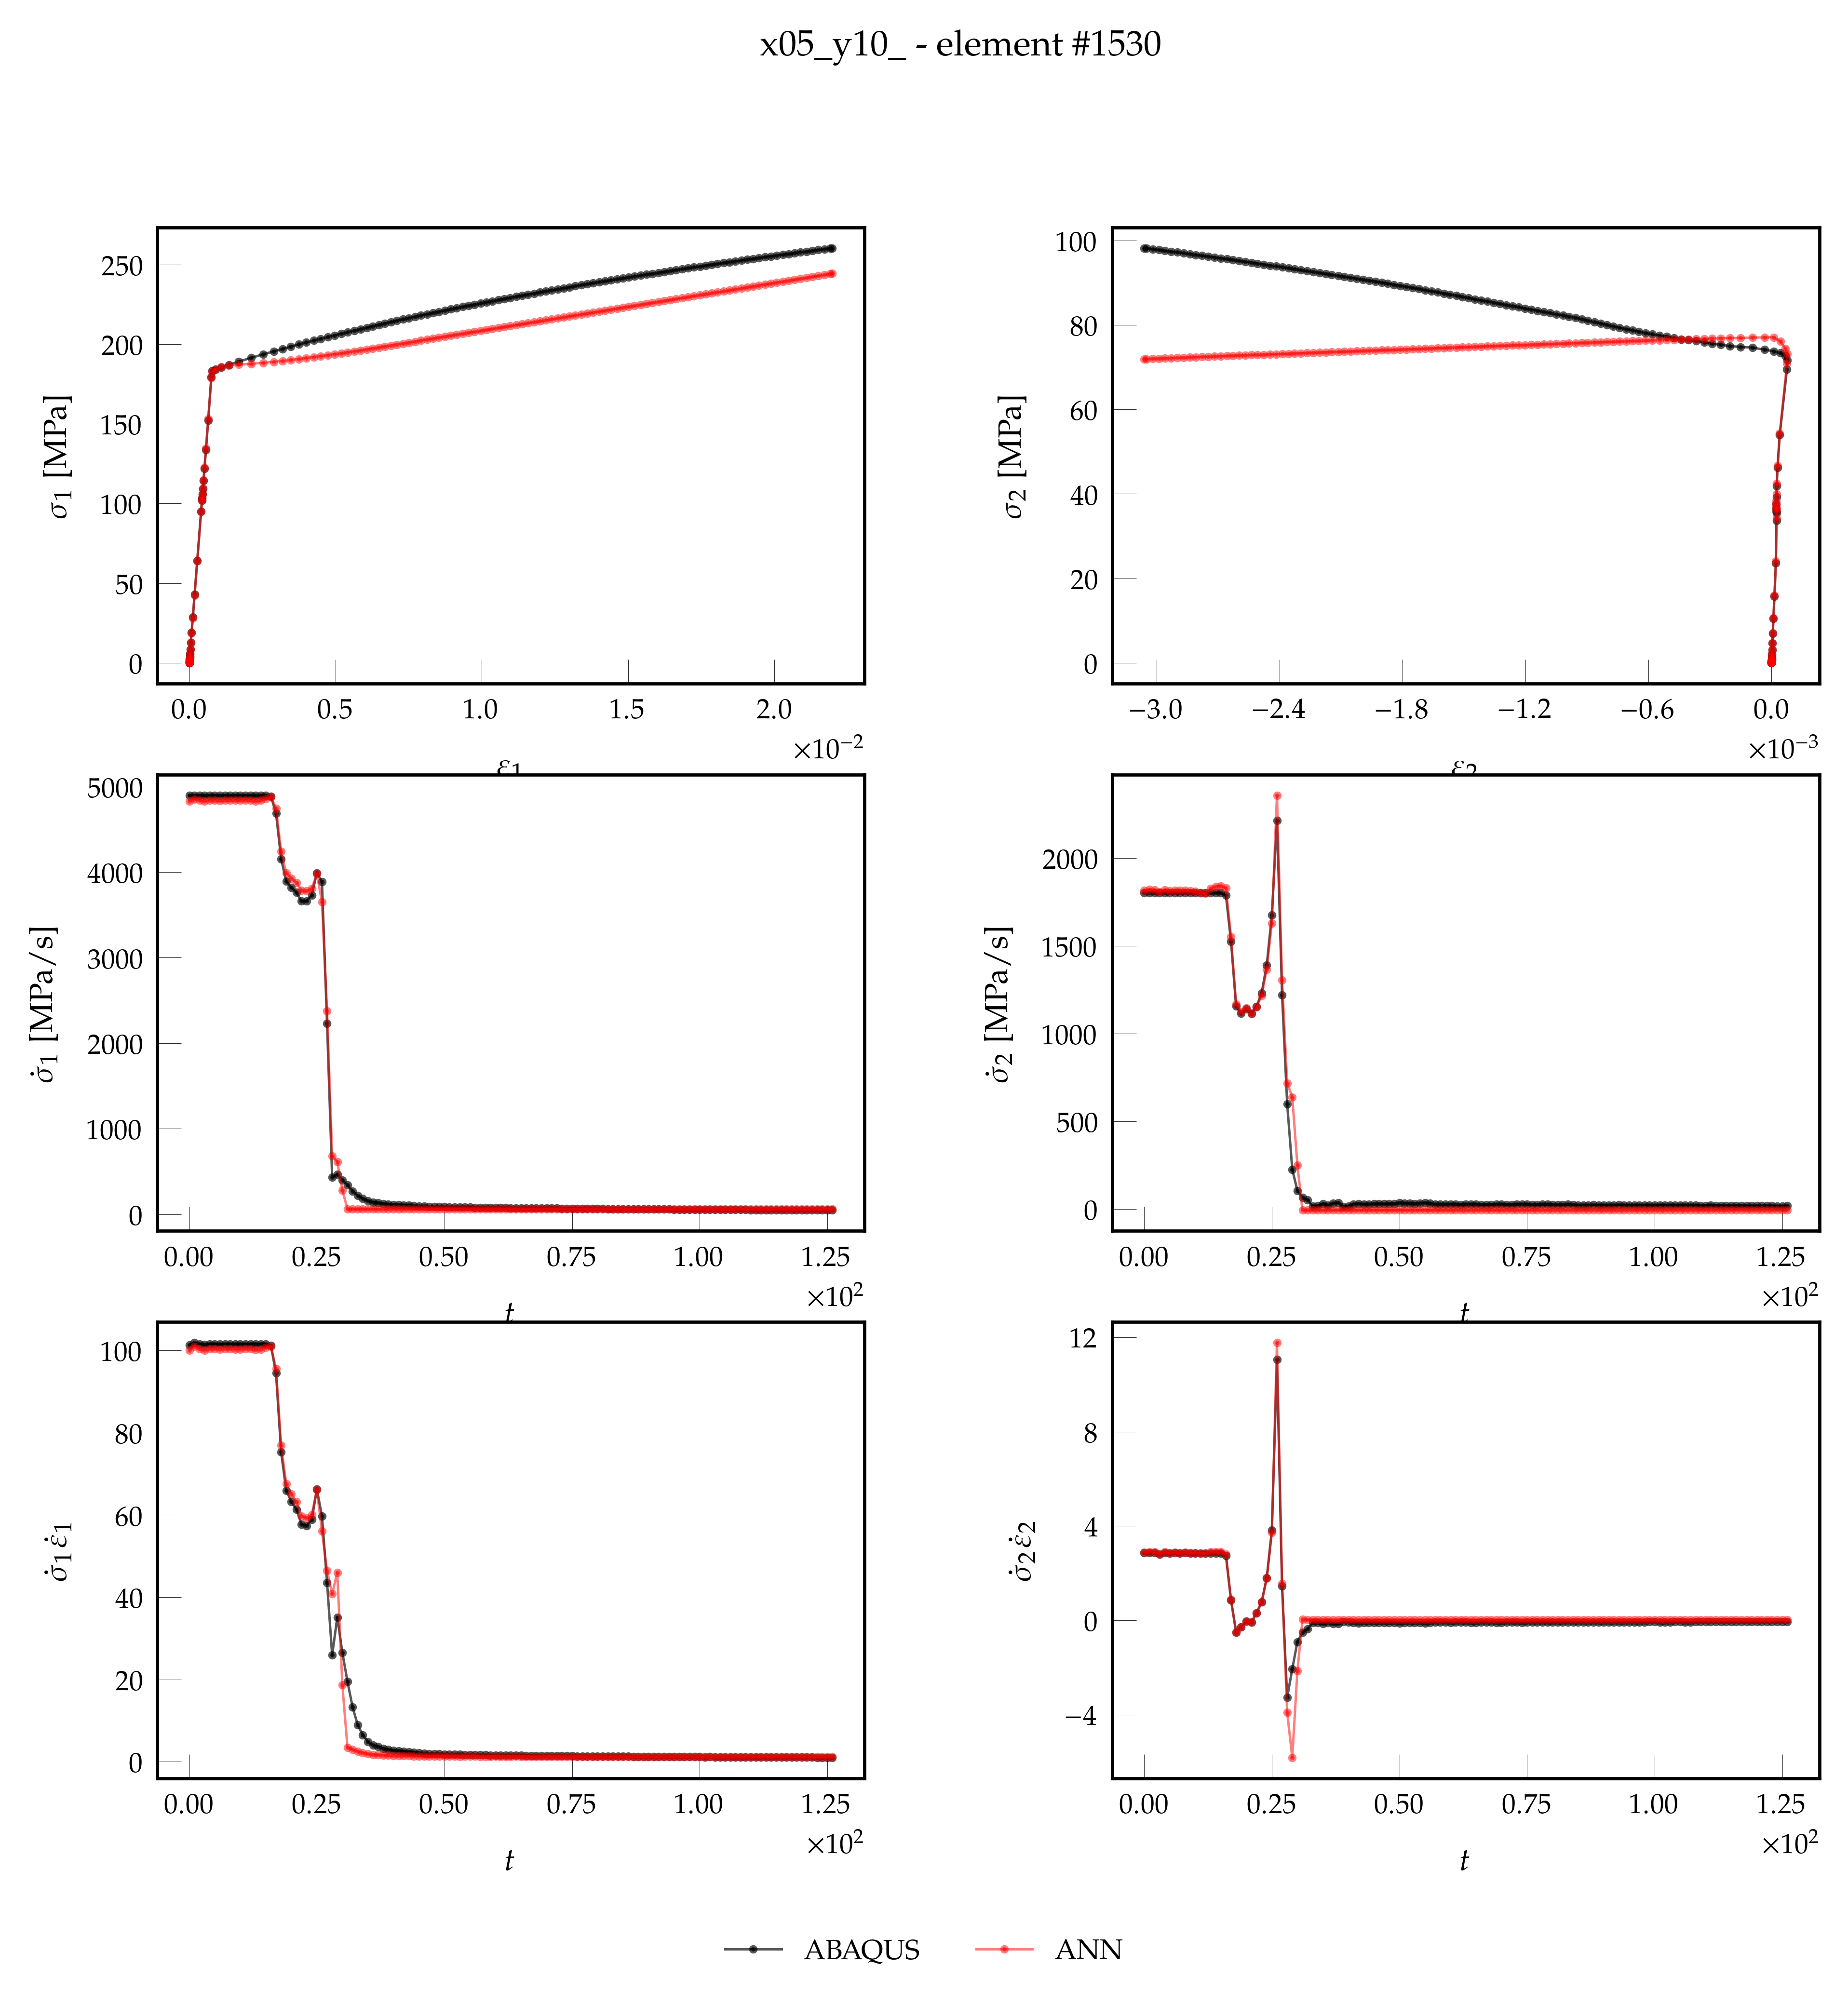 x05_y10_ - element #1530
σ₁ [MPa]
250
200
150
100
50
0
0.0 0.5 1.0 1.5 2.0
×10⁻²
ε₁
σ₂ [MPa]
100
80
60
40
20
0
−3.0 −2.4 −1.8 −1.2 −0.6 0.0
×10⁻³
ε₂
σ̇₁ [MPa/s]
5000
4000
3000
2000
1000
0
0.00 0.25 0.50 0.75 1.00 1.25
×10²
t
σ̇₂ [MPa/s]
2000
1500
1000
500
0
0.00 0.25 0.50 0.75 1.00 1.25
×10²
t
σ̇₁ε̇₁
100
80
60
40
20
0
0.00 0.25 0.50 0.75 1.00 1.25
×10²
t
σ̇₂ε̇₂
12
8
4
0
−4
0.00 0.25 0.50 0.75 1.00 1.25
×10²
t
ABAQUS ANN